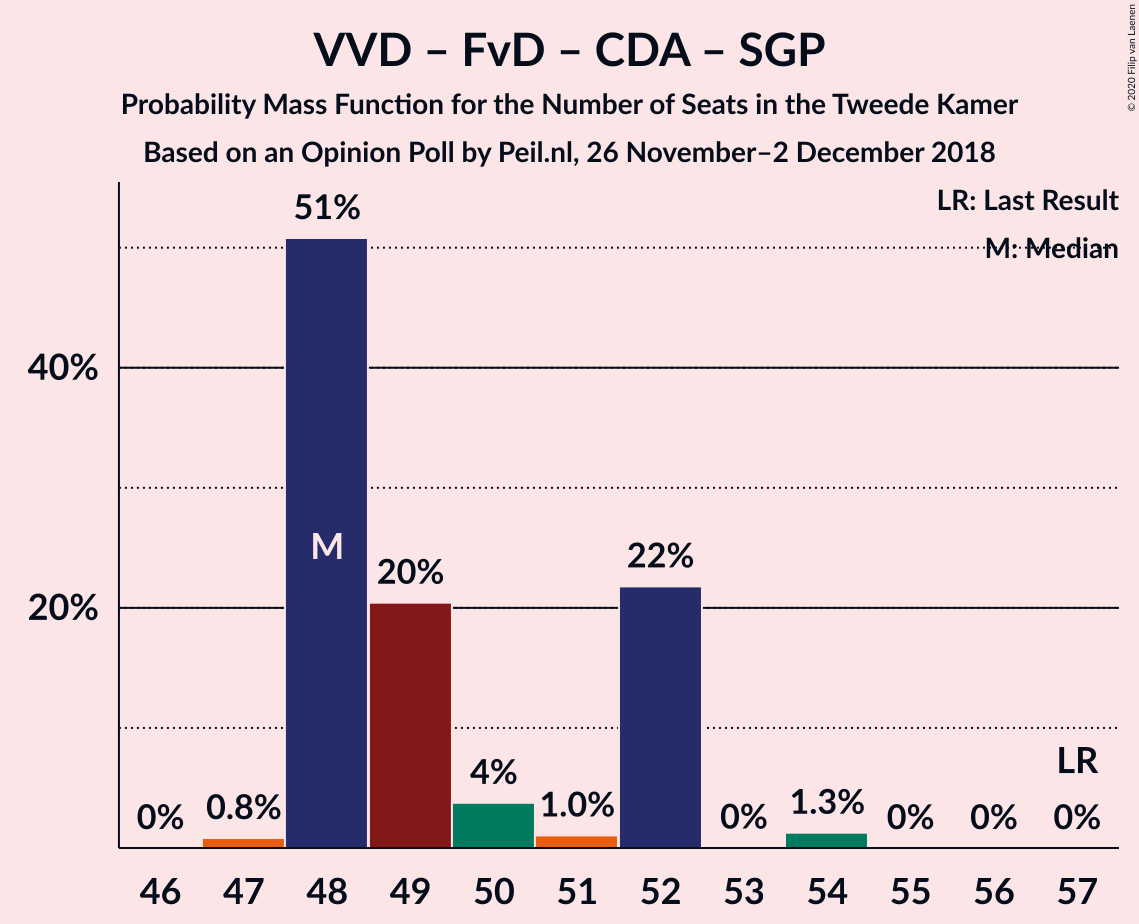 VVD – FvD – CDA – SGP
Probability Mass Function for the Number of Seats in the Tweede Kamer
Based on an Opinion Poll by Peil.nl, 26 November–2 December 2018
© 2020 Filip van Laenen
LR: Last Result
M: Median
51%
40%
M
20%
22%
20%
LR
4%
0%
0.8%
1.0%
0%
1.3%
0%
0%
0%
46 47 48 49 50 51 52 53 54 55 56 57